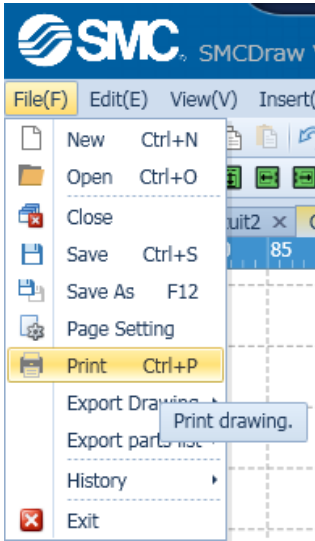 SMC. SMCDraw
File(F) Edit(E) View(V) Insert(
New Ctrl+N
Open Ctrl+O
Close
uit2 ×
Save Ctrl+S
85
Save As F12
Page Setting
Print Ctrl+P
Export Drawing
Print drawing.
Export parts list
History
Exit